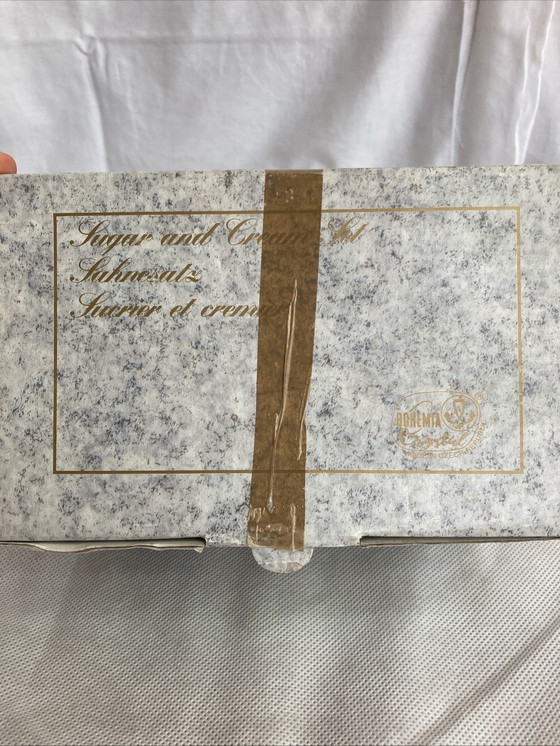 Sugar and Cream Set
Sahnesatz
Sucrier et crem
BOHEMIA
Crystal